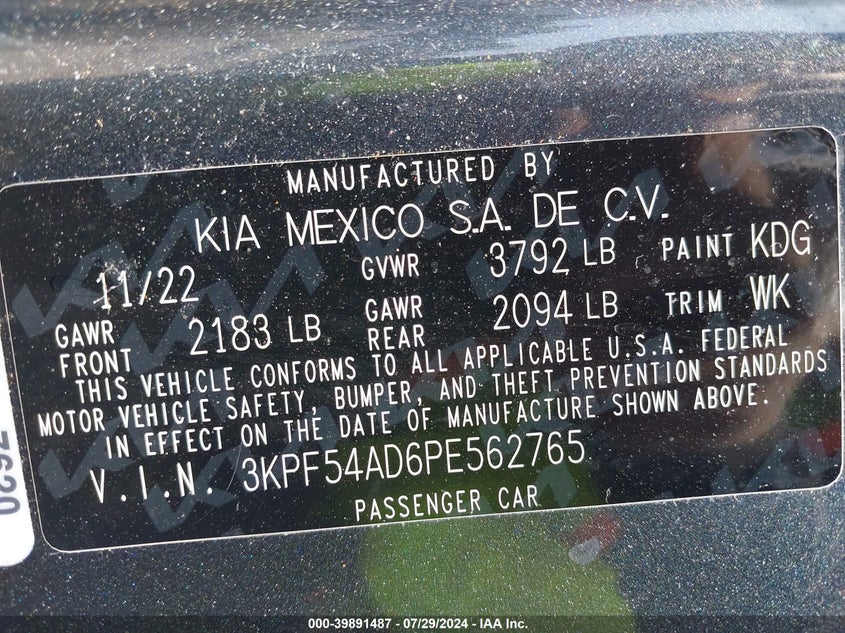 MANUFACTURED BY
KIA MEXICO S.A. DE C.V.
11/22 GVWR 3792 LB PAINT KDG
GAWR FRONT 2183 LB GAWR REAR 2094 LB TRIM WK
THIS VEHICLE CONFORMS TO ALL APPLICABLE U.S.A. FEDERAL
MOTOR VEHICLE SAFETY, BUMPER, AND THEFT PREVENTION STANDARDS
IN EFFECT ON THE DATE OF MANUFACTURE SHOWN ABOVE.
V.I.N. 3KPF54AD6PE562765
PASSENGER CAR
000-39891487 - 07/29/2024 - IAA Inc.